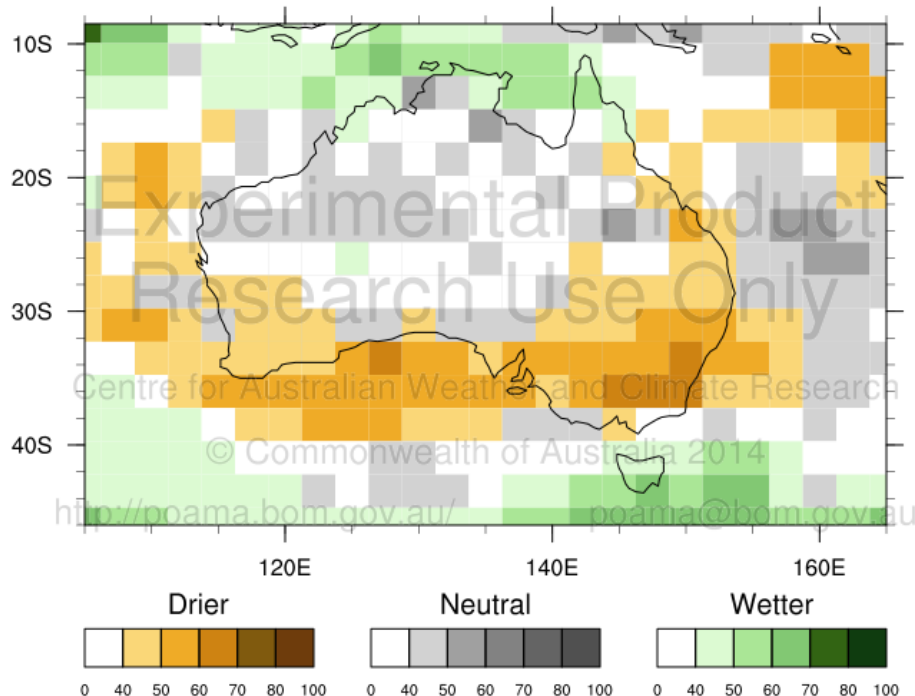 10S
20S
30S
40S
Experimental Product
Research Use Only
Centre for Australian Weather and Climate Research
© Commonwealth of Australia 2014
http://poama.bom.gov.au/ poama@bom.gov.au
120E 140E 160E
Drier Neutral Wetter
0 40 50 60 70 80 100 0 40 50 60 70 80 100 0 40 50 60 70 80 100